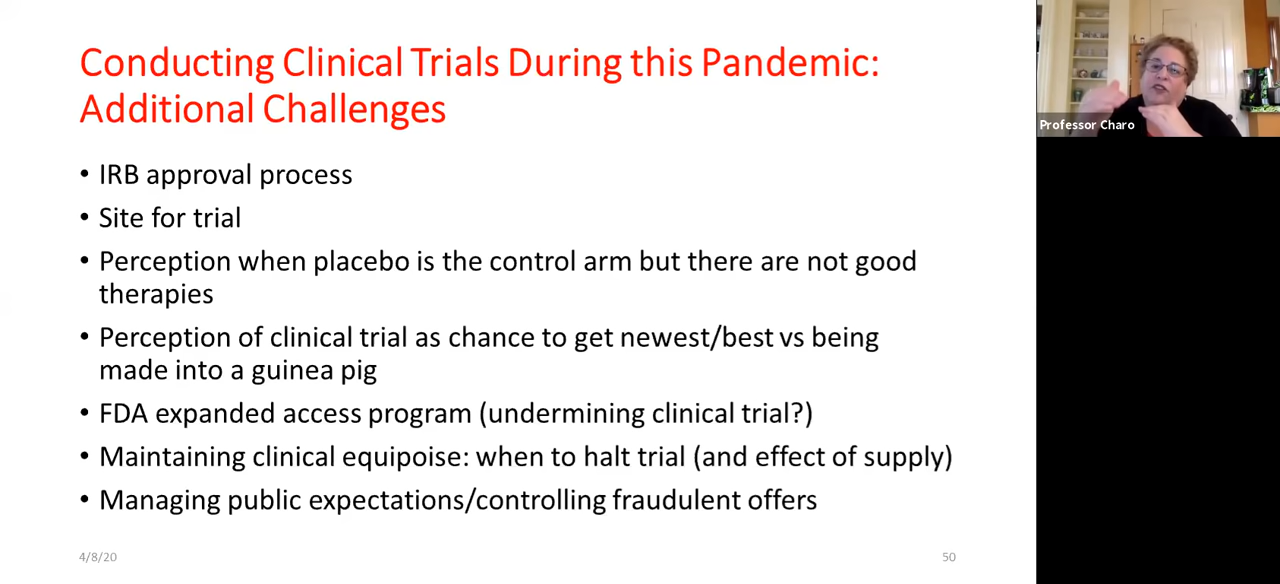 Conducting Clinical Trials During this Pandemic:
Additional Challenges
• IRB approval process
• Site for trial
• Perception when placebo is the control arm but there are not good
therapies
• Perception of clinical trial as chance to get newest/best vs being
made into a guinea pig
• FDA expanded access program (undermining clinical trial?)
• Maintaining clinical equipoise: when to halt trial (and effect of supply)
• Managing public expectations/controlling fraudulent offers
4/8/20
50
Professor Charo